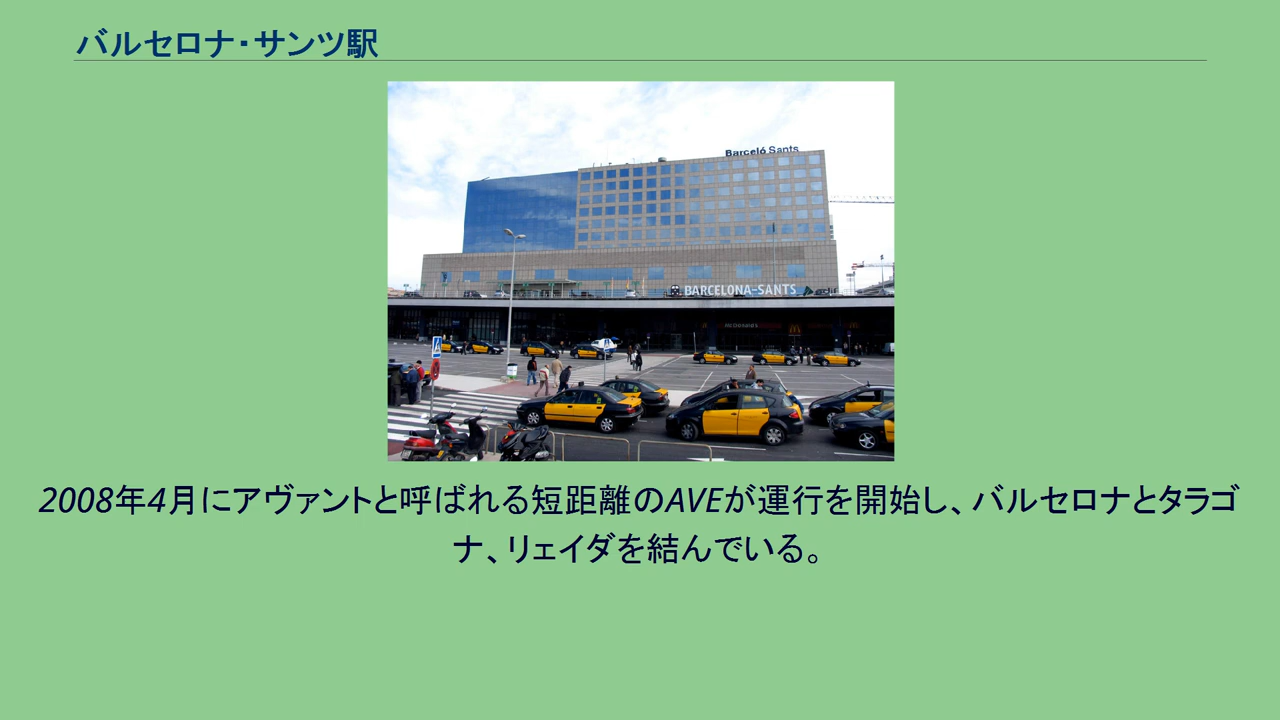 バルセロナ・サンツ駅
Barceló Sants
BARCELONA-SANTS
McDonald's
2008年4月にアヴァントと呼ばれる短距離のAVEが運行を開始し、バルセロナとタラゴ
ナ、リェイダを結んでいる。